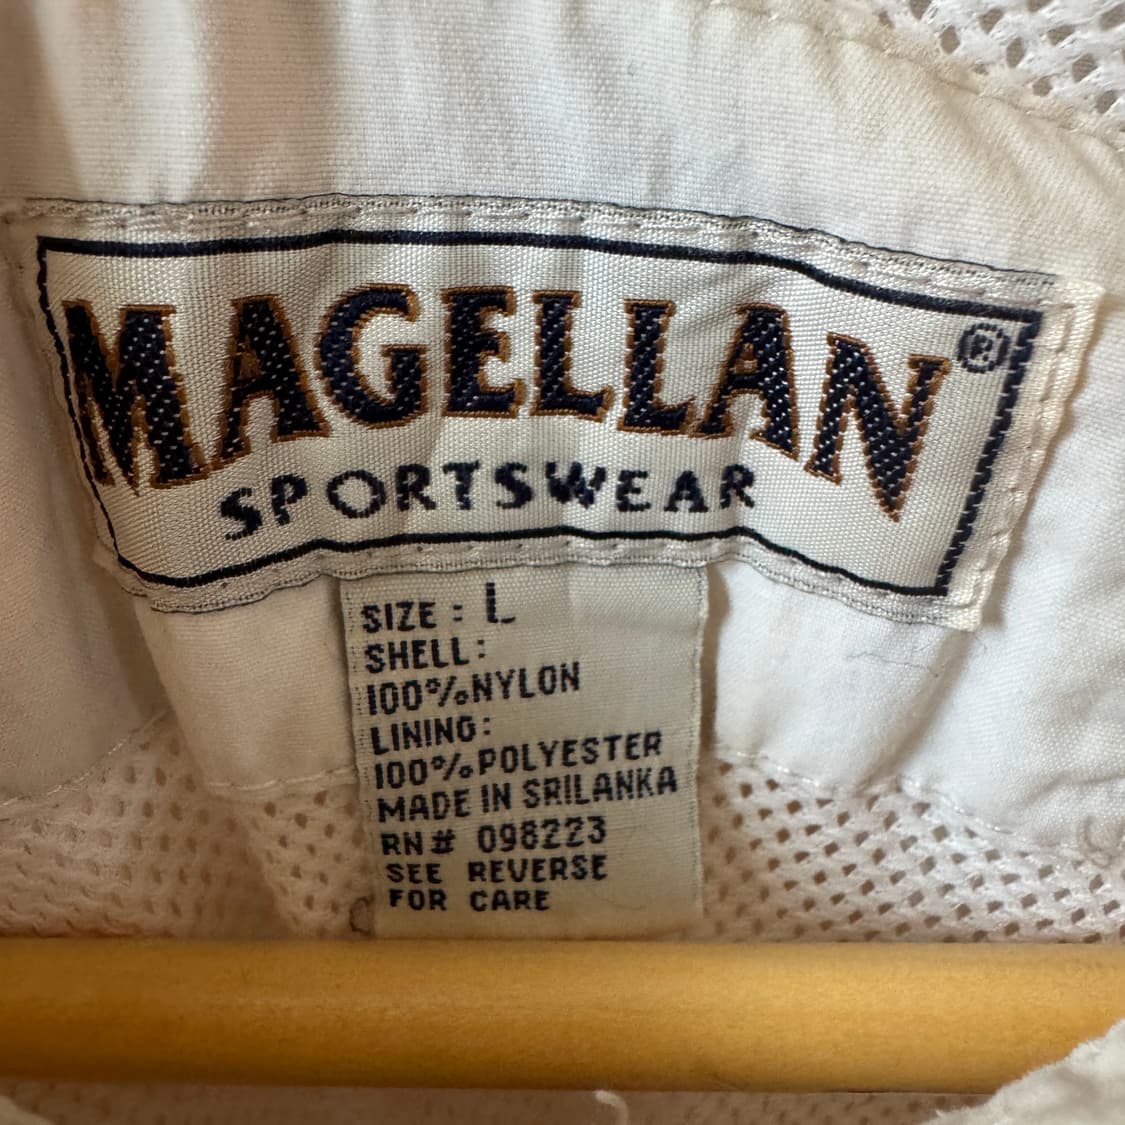 MAGELLAN®
SPORTSWEAR
SIZE : L
SHELL:
100%NYLON
LINING:
100%POLYESTER
MADE IN SRILANKA
RN# 098223
SEE REVERSE
FOR CARE